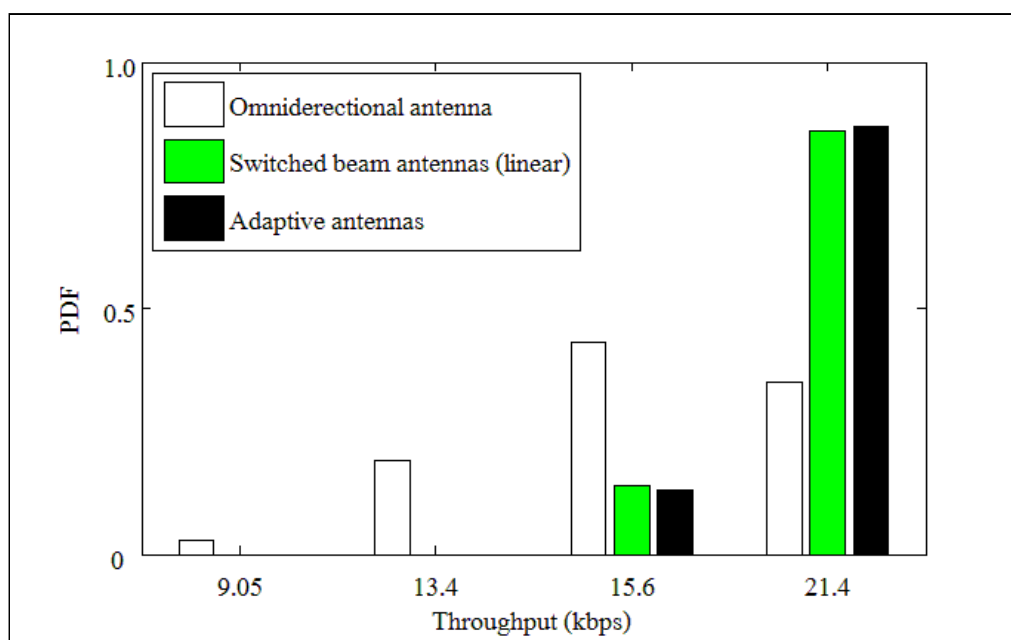 1.0
Omniderectional antenna
Switched beam antennas (linear)
Adaptive antennas
PDF
0.5
0
9.05 13.4 15.6 21.4
Throughput (kbps)